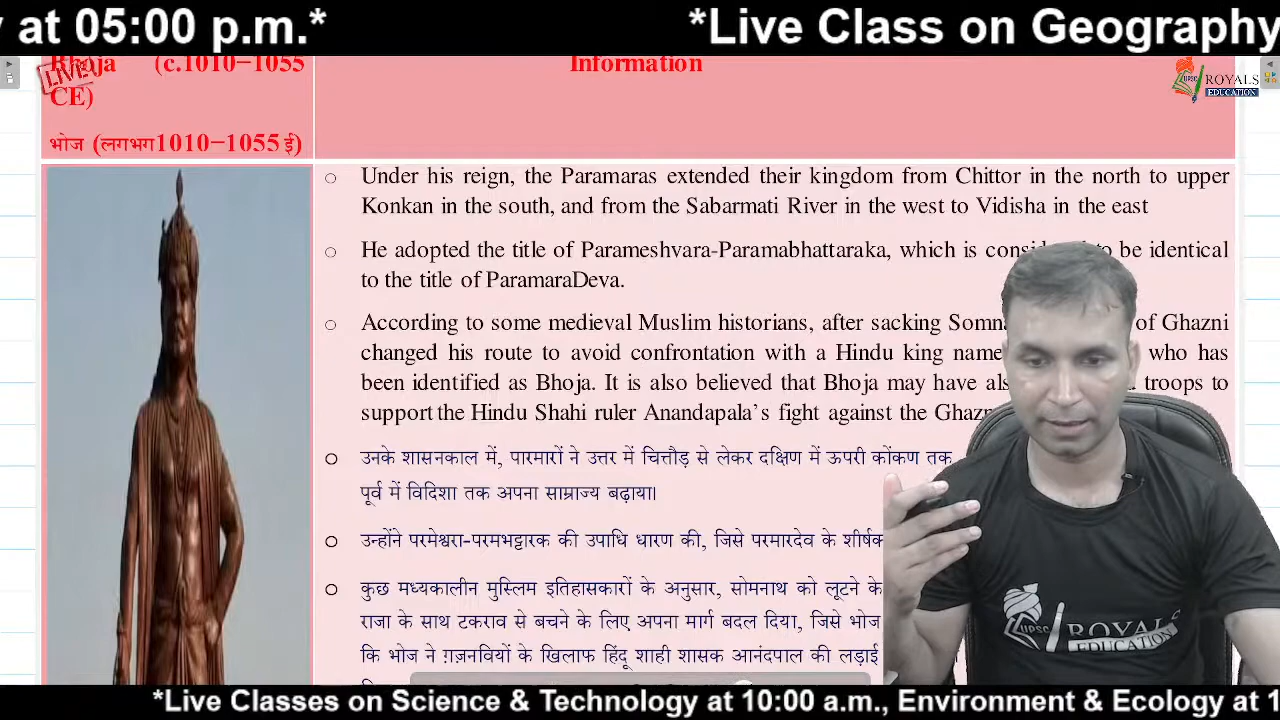 y at 05:00 p.m.* *Live Class on Geography
Bhoja (c.1010–1055
CE)
भोज (लगभग1010–1055 ई)
Information
LIVE
UPSC ROYALS
EDUCATION
Under his reign, the Paramaras extended their kingdom from Chittor in the north to upper
Konkan in the south, and from the Sabarmati River in the west to Vidisha in the east
He adopted the title of Parameshvara-Paramabhattaraka, which is to be identical
to the title of ParamaraDeva.
According to some medieval Muslim historians, after sacking of Ghazni
changed his route to avoid confrontation with a Hindu king who has
been identified as Bhoja. It is also believed that Bhoja may have troops to
support the Hindu Shahi ruler Anandapala's fight against the
उनके शासनकाल में, पारमारों ने उत्तर में चित्तौड़ से लेकर दक्षिण में ऊपरी कोंकण तक
पूर्व में विदिशा तक अपना साम्राज्य बढ़ाया।
उन्होंने परमेश्वरा-परमभट्टारक की उपाधि धारण की, जिसे परमारदेव के शीर्षक
कुछ मध्यकालीन मुस्लिम इतिहासकारों के अनुसार, सोमनाथ को लूटने के
राजा के साथ टकराव से बचने के लिए अपना मार्ग बदल दिया, जिसे भोज
कि भोज ने ग़ज़नवियों के खिलाफ हिंदू शाही शासक आनंदपाल की लड़ाई
UPSC ROYALS
EDUCATION
*Live Classes on Science & Technology at 10:00 a.m., Environment & Ecology at 1